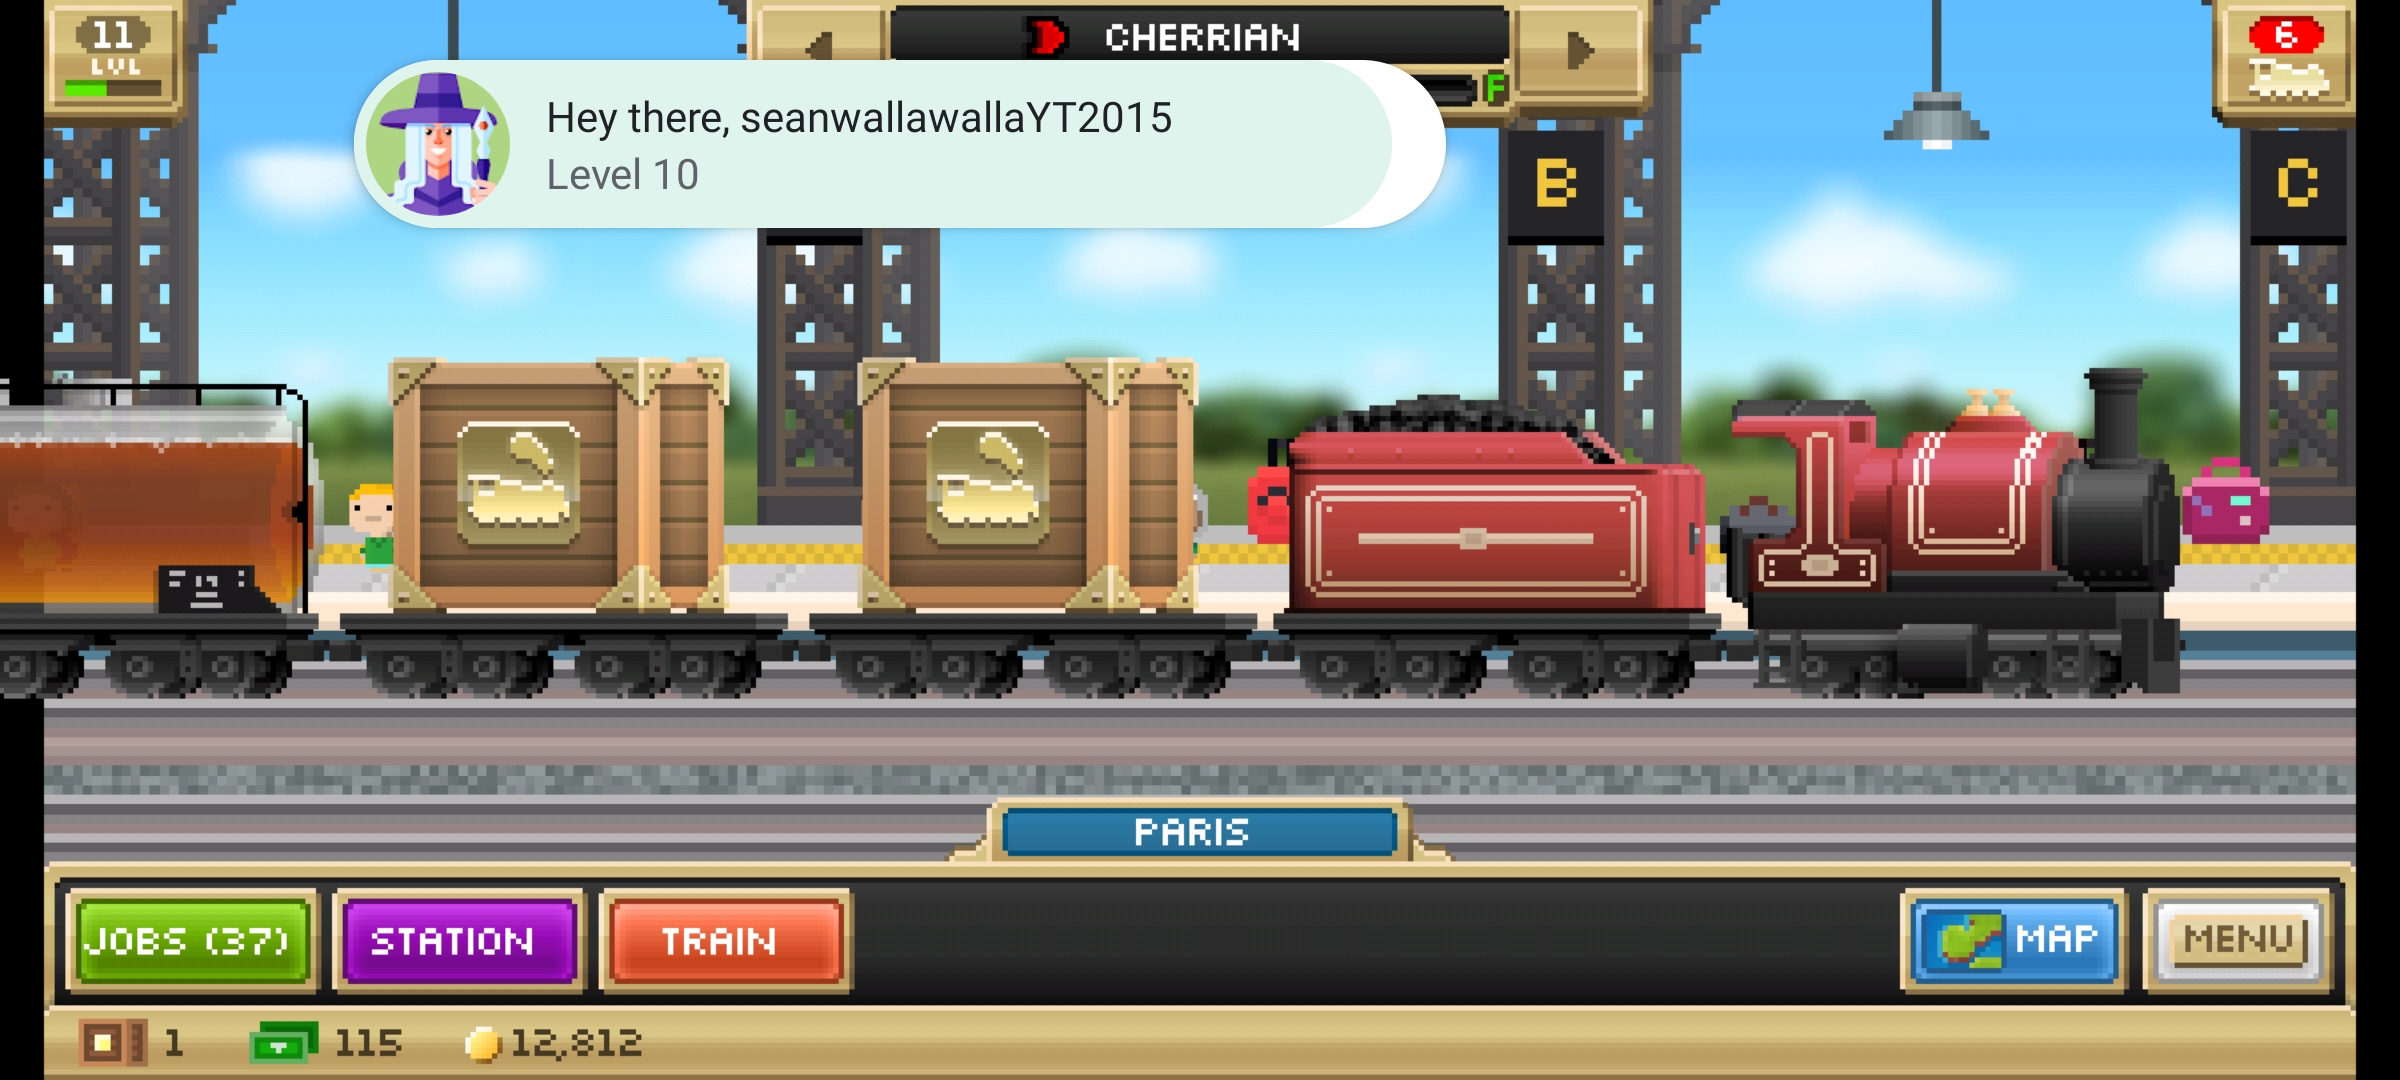 11
LVL
CHERRIAN
6
F
Hey there, seanwallawallaYT2015
Level 10
B
C
PARIS
JOBS (37)
STATION
TRAIN
MAP
MENU
1
115
12,812